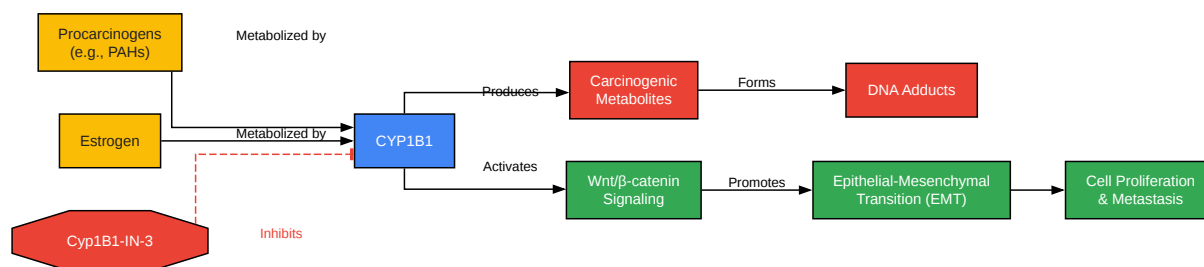 Procarcinogens
(e.g., PAHs)
Metabolized by
Estrogen
Metabolized by
CYP1B1
Cyp1B1-IN-3
Inhibits
Produces
Carcinogenic
Metabolites
Forms
DNA Adducts
Activates
Wnt/β-catenin
Signaling
Promotes
Epithelial-Mesenchymal
Transition (EMT)
Cell Proliferation
& Metastasis